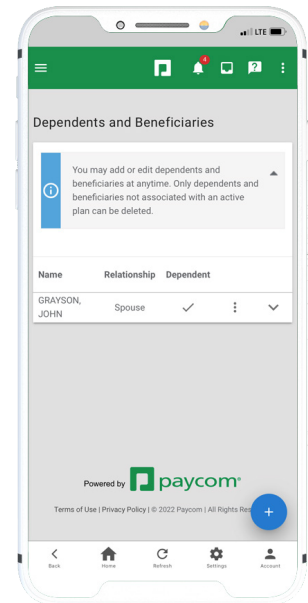 LTE
4
Dependents and Beneficiaries
You may add or edit dependents and
beneficiaries at anytime. Only dependents and
beneficiaries not associated with an active
plan can be deleted.
Name Relationship Dependent
GRAYSON,
JOHN
Spouse
Powered by paycom
Terms of Use | Privacy Policy | © 2022 Paycom | All Rights Res
Back Home Refresh Settings Account